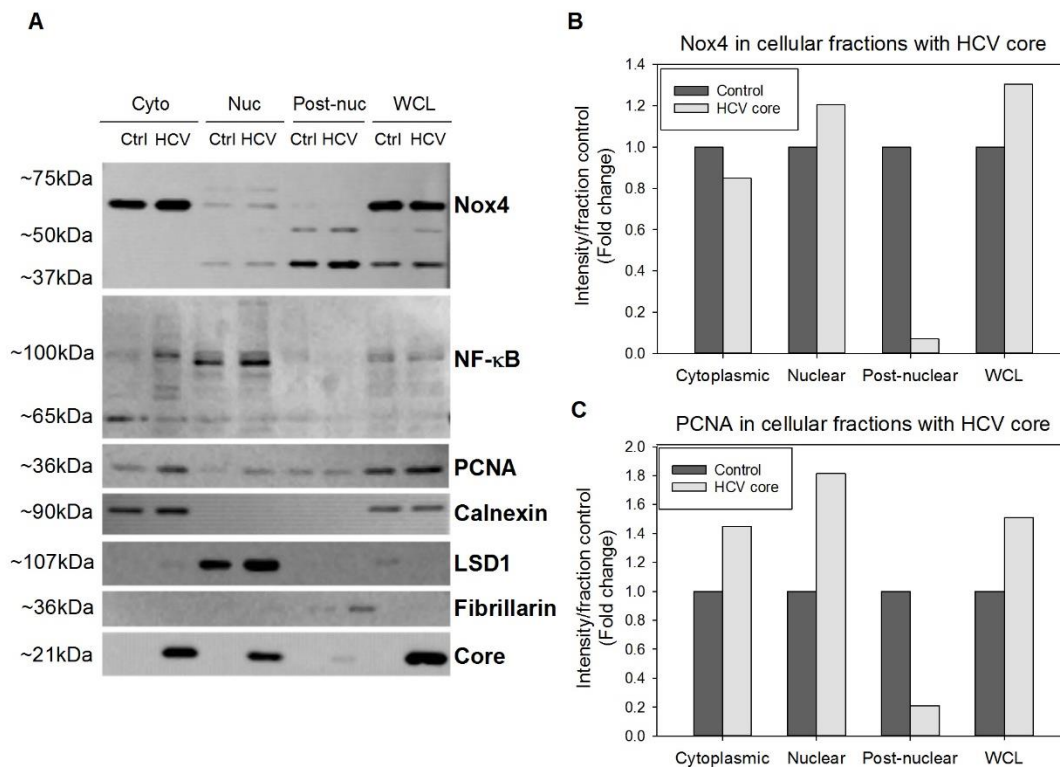 A
Cyto Nuc Post-nuc WCL
Ctrl HCV Ctrl HCV Ctrl HCV Ctrl HCV
~75kDa
Nox4
~50kDa
~37kDa
~100kDa
NF-κB
~65kDa
~36kDa PCNA
~90kDa Calnexin
~107kDa LSD1
~36kDa Fibrillarin
~21kDa Core
B
Nox4 in cellular fractions with HCV core
Intensity/fraction control
(Fold change)
1.4
1.2
1.0
0.8
0.6
0.4
0.2
0.0
Control
HCV core
Cytoplasmic Nuclear Post-nuclear WCL
C
PCNA in cellular fractions with HCV core
Intensity/fraction control
(Fold change)
2.0
1.8
1.6
1.4
1.2
1.0
0.8
0.6
0.4
0.2
0.0
Control
HCV core
Cytoplasmic Nuclear Post-nuclear WCL